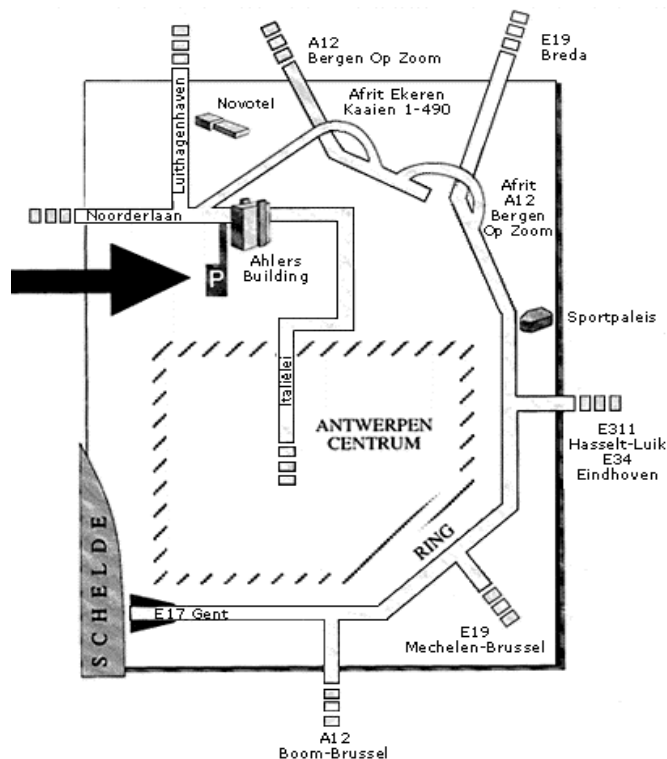 A12
Bergen Op Zoom
E19
Breda
Afrit Ekeren
Kaaien 1-490
Novotel
Luithagenhaven
Afrit
A12
Bergen
Op Zoom
Noorderlaan
Ahlers
Building
P
Sportpaleis
Italiëlei
ANTWERPEN
CENTRUM
E311
Hasselt-Luik
E34
Eindhoven
SCHELDE
RING
E17 Gent
E19
Mechelen-Brussel
A12
Boom-Brussel